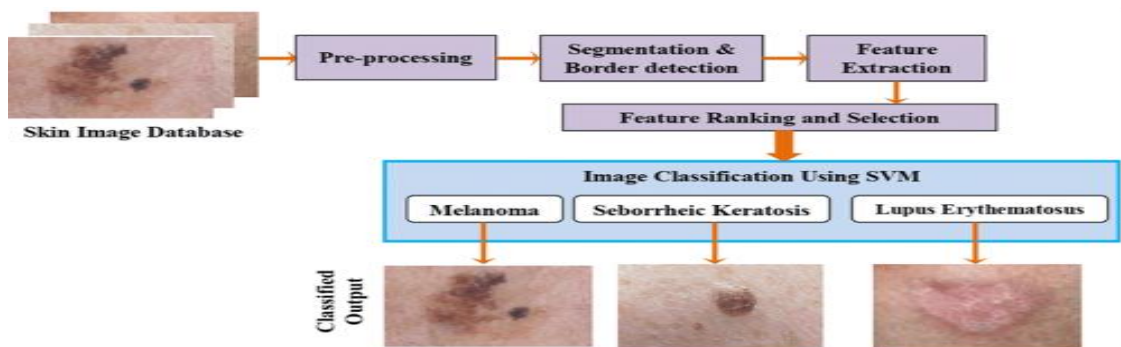 Skin Image Database
Pre-processing
Segmentation &
Border detection
Feature
Extraction
Feature Ranking and Selection
Image Classification Using SVM
Melanoma
Seborrheic Keratosis
Lupus Erythematosus
Classified
Output